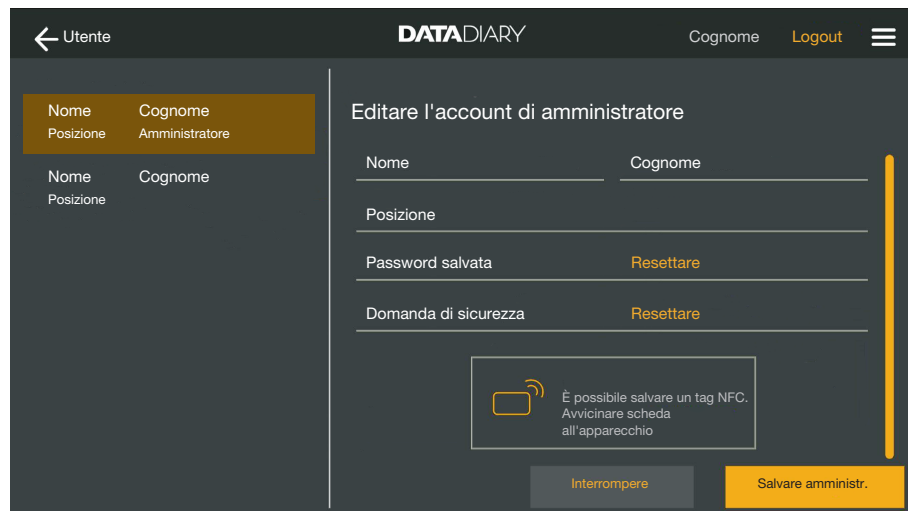 Utente
DATADIARY
Cognome Logout
Nome Cognome
Posizione Amministratore
Nome Cognome
Posizione
Editare l'account di amministratore
Nome Cognome
Posizione
Password salvata Resettare
Domanda di sicurezza Resettare
È possibile salvare un tag NFC.
Avvicinare scheda
all'apparecchio
Interrompere Salvare amministr.